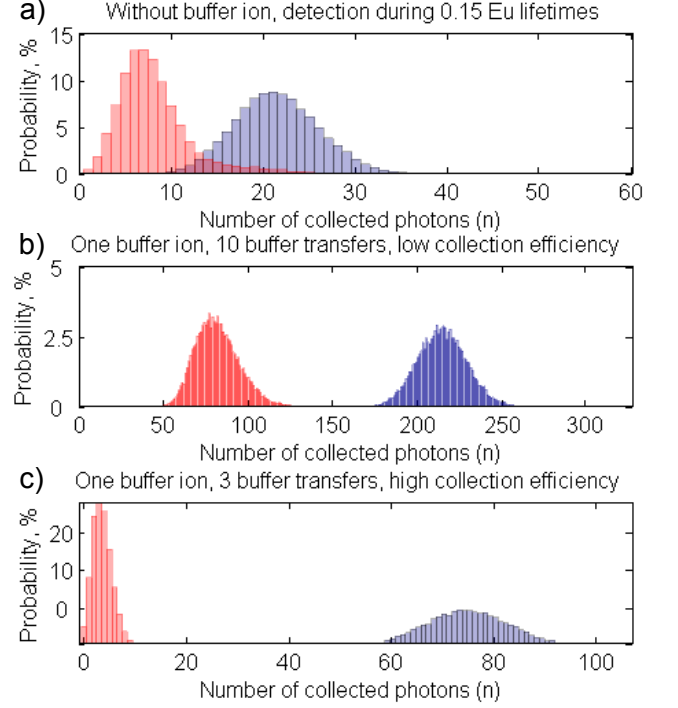 a) Without buffer ion, detection during 0.15 Eu lifetimes
Probability, %
15
10
5
0
0 10 20 30 40 50 60
Number of collected photons (n)
b) One buffer ion, 10 buffer transfers, low collection efficiency
Probability, %
5
2.5
0
0 50 100 150 200 250 300
Number of collected photons (n)
c) One buffer ion, 3 buffer transfers, high collection efficiency
Probability, %
20
10
0
0 20 40 60 80 100
Number of collected photons (n)